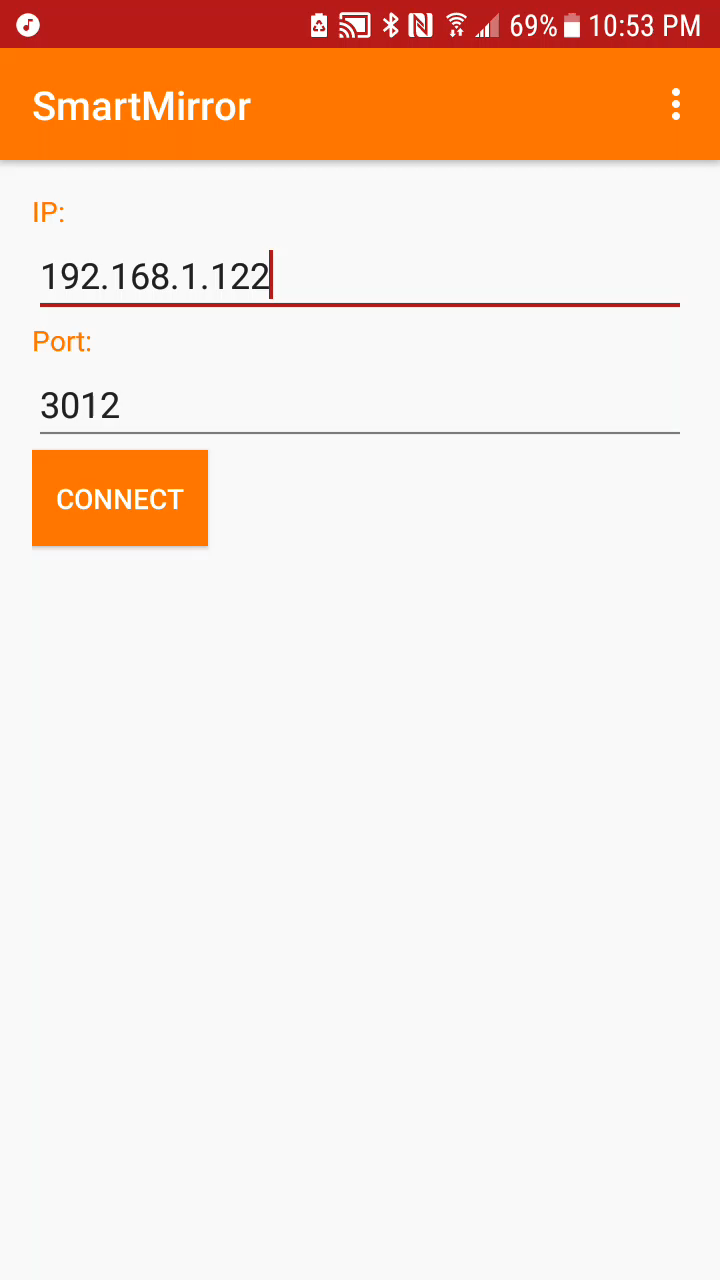 69% 10:53 PM
SmartMirror
IP:
192.168.1.122
Port:
3012
CONNECT